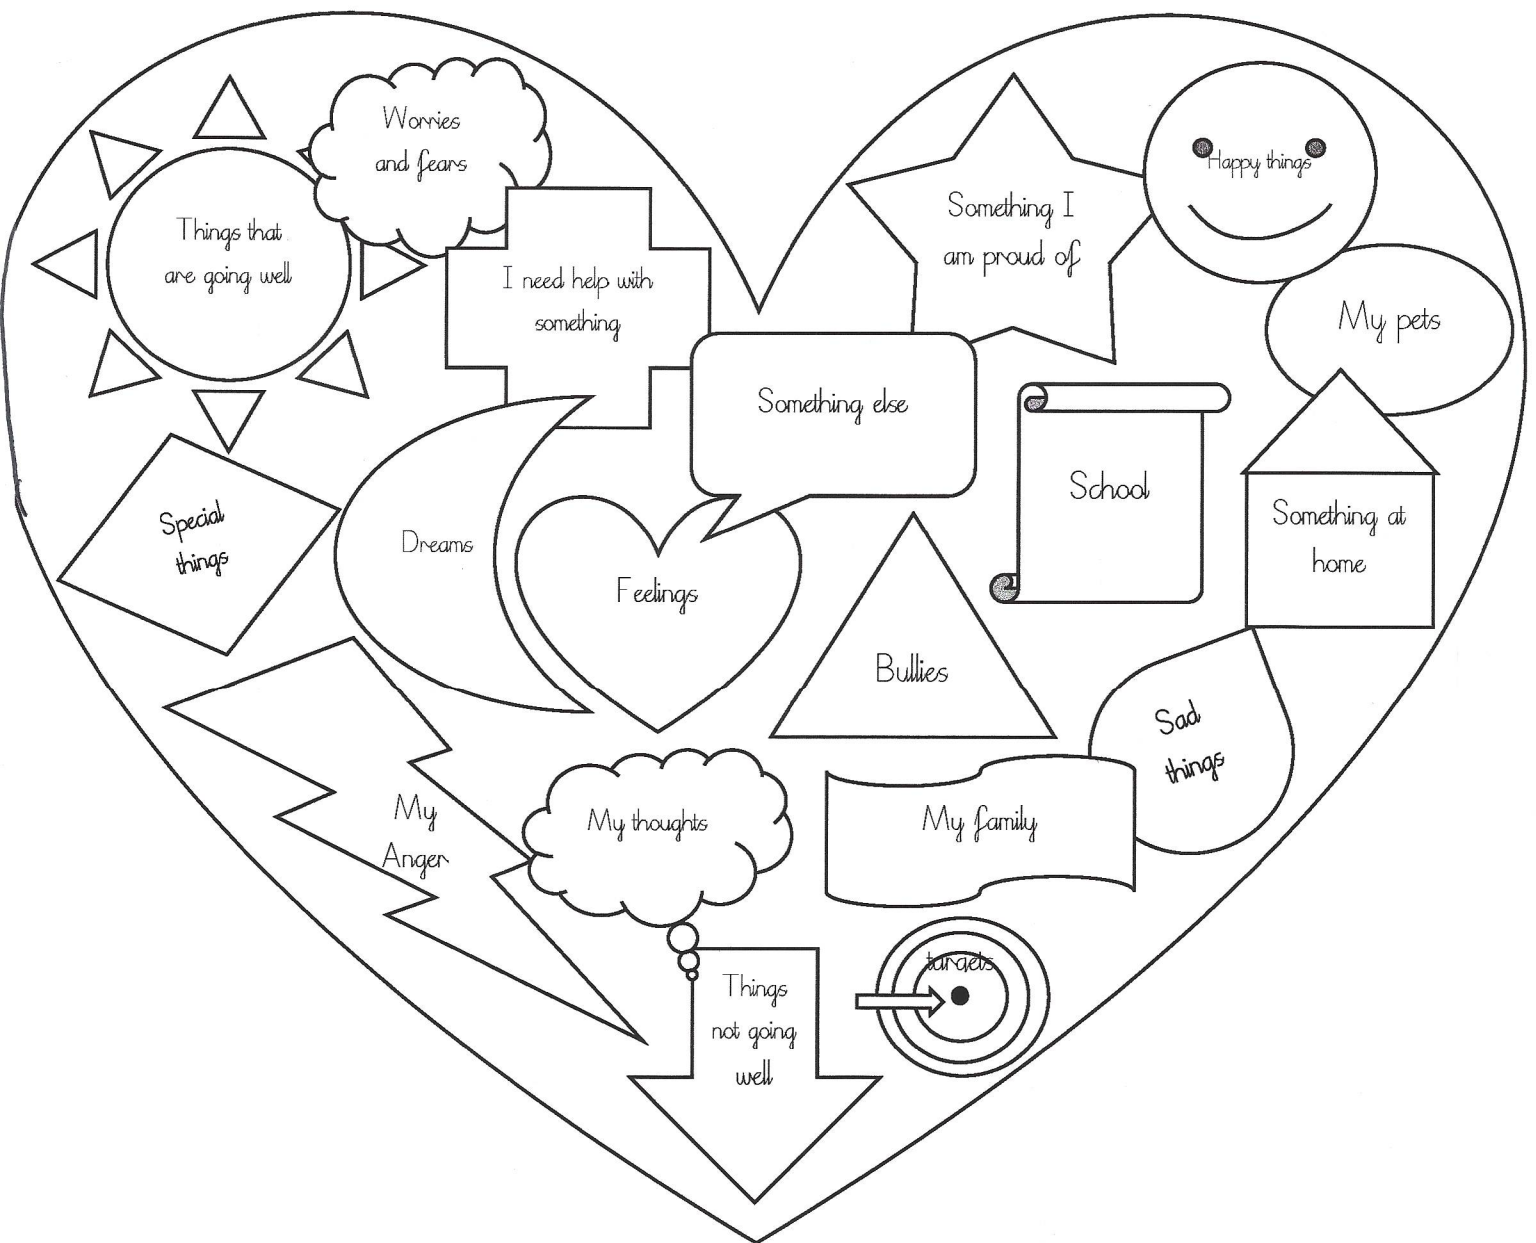 Worries
and fears
Things that
are going well
I need help with
something
Something I
am proud of
Happy things
My pets
Something else
School
Something at
home
Special
things
Dreams
Feelings
Bullies
Sad
things
My
Anger
My thoughts
My family
targets
Things
not going
well